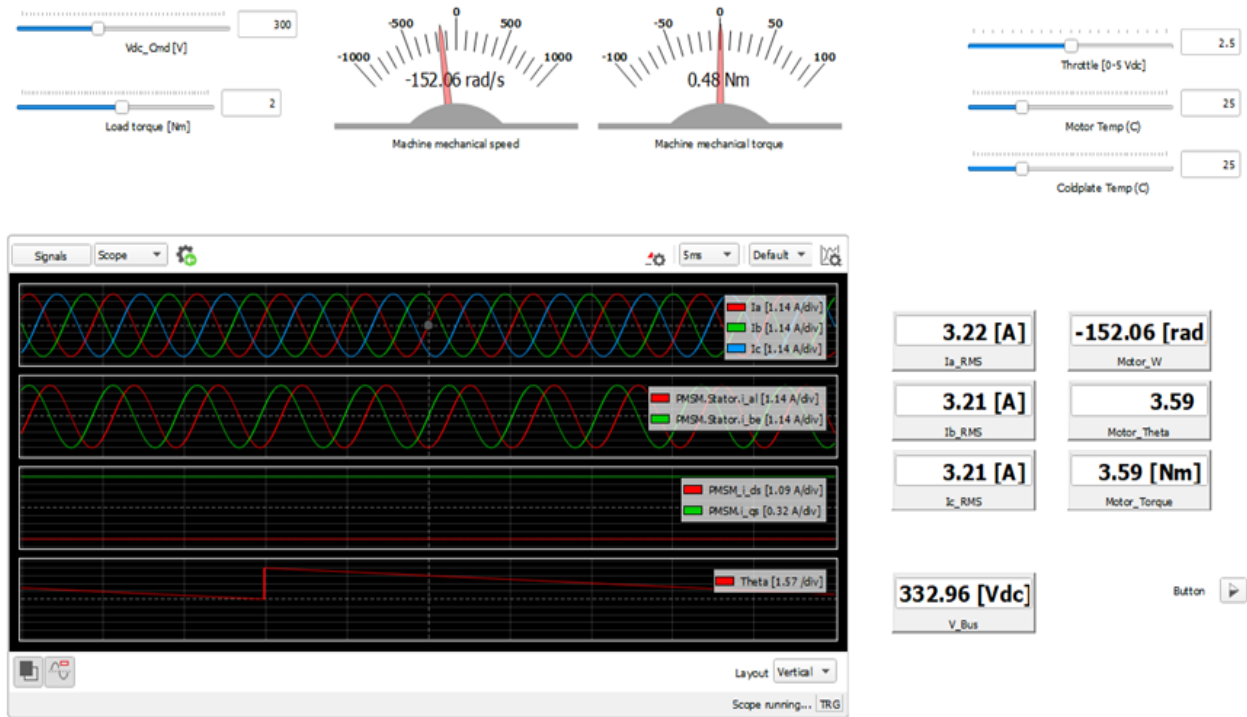 300
Vdc_Cmd [V]
2
Load torque [Nm]
-1000
-500
0
500
1000
-152.06 rad/s
Machine mechanical speed
-100
-50
0
50
100
0.48 Nm
Machine mechanical torque
2.5
Throttle [0-5 Vdc]
25
Motor Temp (C)
25
Coldplate Temp (C)
Signals
Scope
5ms
Default
Ia [1.14 A/div]
Ib [1.14 A/div]
Ic [1.14 A/div]
PMSM.Stator.i_al [1.14 A/div]
PMSM.Stator.i_be [1.14 A/div]
PMSM_i_ds [1.09 A/div]
PMSM.i_qs [0.32 A/div]
Theta [1.57 /div]
Layout Vertical
Scope running... TRG
3.22 [A]
Ia_RMS
-152.06 [rad
Motor_W
3.21 [A]
Ib_RMS
3.59
Motor_Theta
3.21 [A]
Ic_RMS
3.59 [Nm]
Motor_Torque
332.96 [Vdc]
V_Bus
Button